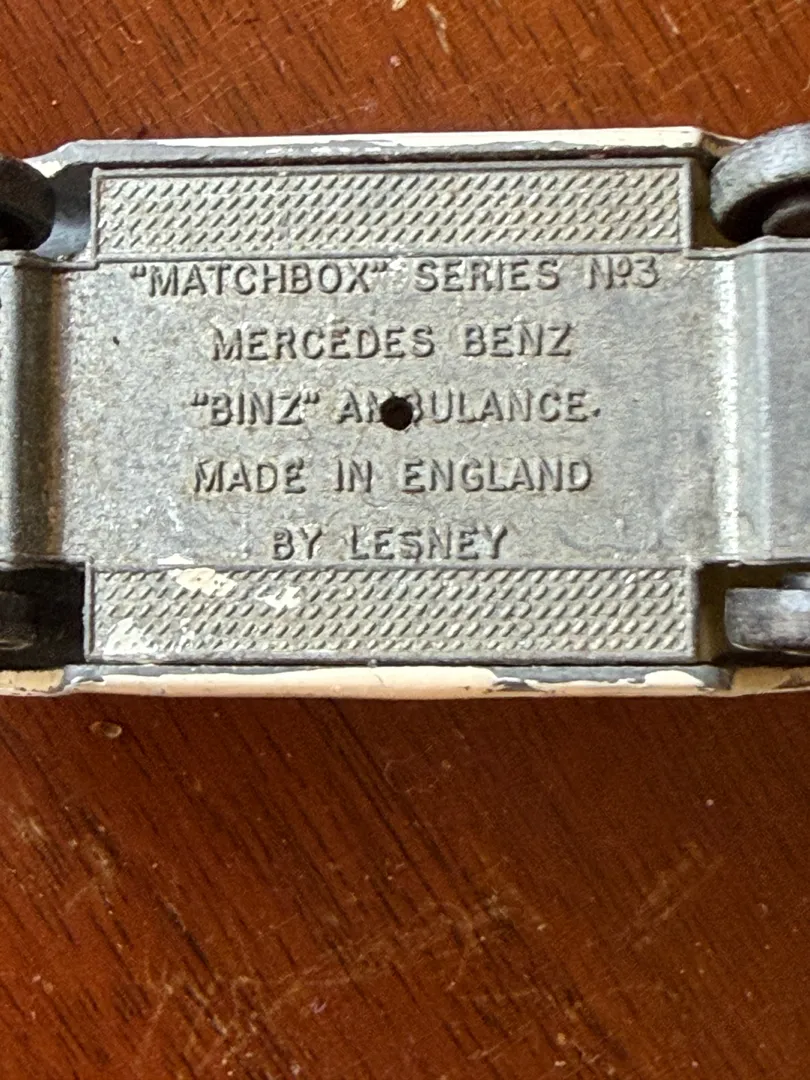 "MATCHBOX" SERIES Nº3
MERCEDES BENZ
"BINZ" AMBULANCE.
MADE IN ENGLAND
BY LESNEY